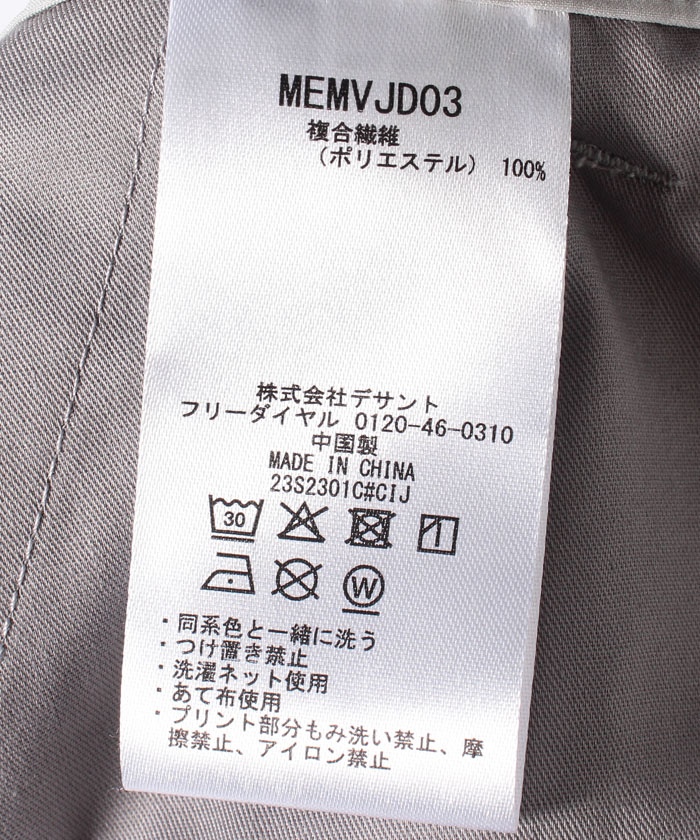 MEMVJD03
複合繊維
(ポリエステル) 100%
株式会社デサント
フリーダイヤル 0120-46-0310
中国製
MADE IN CHINA
23S2301C#CIJ
30
W
・同系色と一緒に洗う
・つけ置き禁止
・洗濯ネット使用
・あて布使用
・プリント部分もみ洗い禁止、摩
擦禁止、アイロン禁止